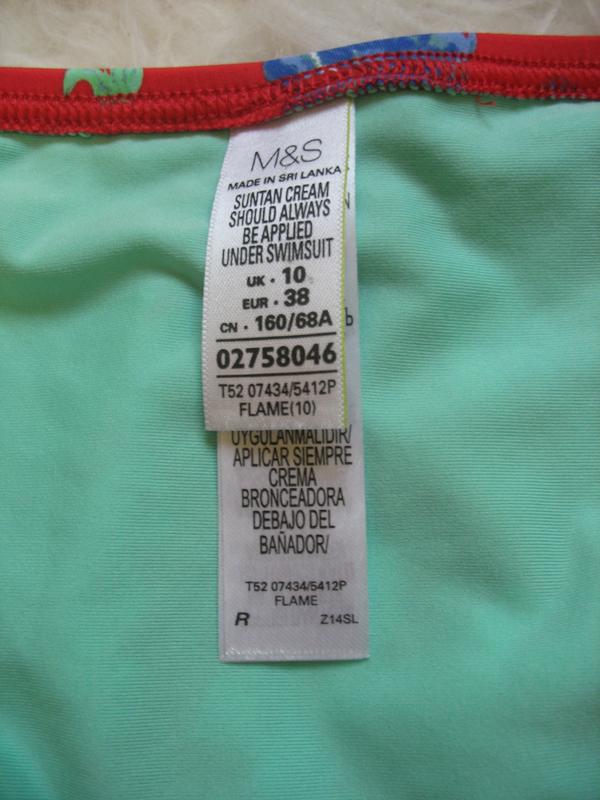 M&S
MADE IN SRI LANKA
SUNTAN CREAM
SHOULD ALWAYS
BE APPLIED
UNDER SWIMSUIT
UK · 10
EUR · 38
CN · 160/68A
02758046
T52 07434/5412P
FLAME(10)
UYGULANMALIDIR/
APLICAR SIEMPRE
CREMA
BRONCEADORA
DEBAJO DEL
BAÑADOR/
T52 07434/5412P
FLAME
R Z14SL